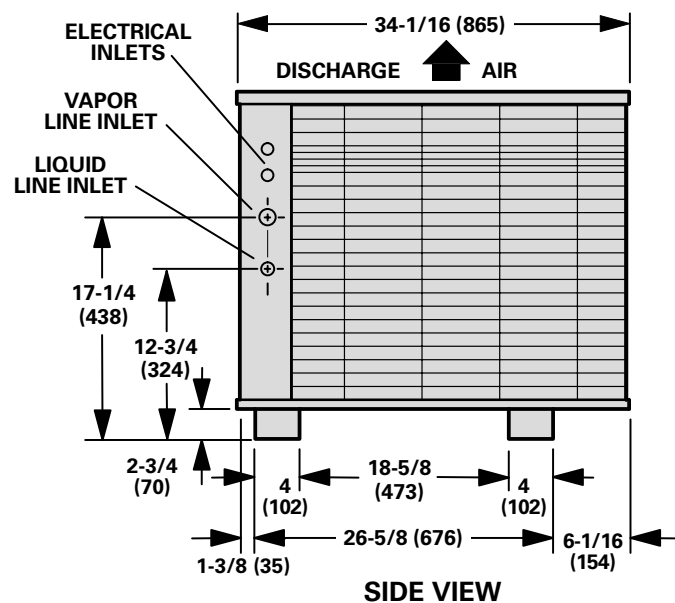 34-1/16 (865)
ELECTRICAL
INLETS
DISCHARGE AIR
VAPOR
LINE INLET
LIQUID
LINE INLET
17-1/4
(438)
12-3/4
(324)
2-3/4
(70)
4
(102)
18-5/8
(473)
4
(102)
26-5/8 (676)
6-1/16
(154)
1-3/8 (35)
SIDE VIEW